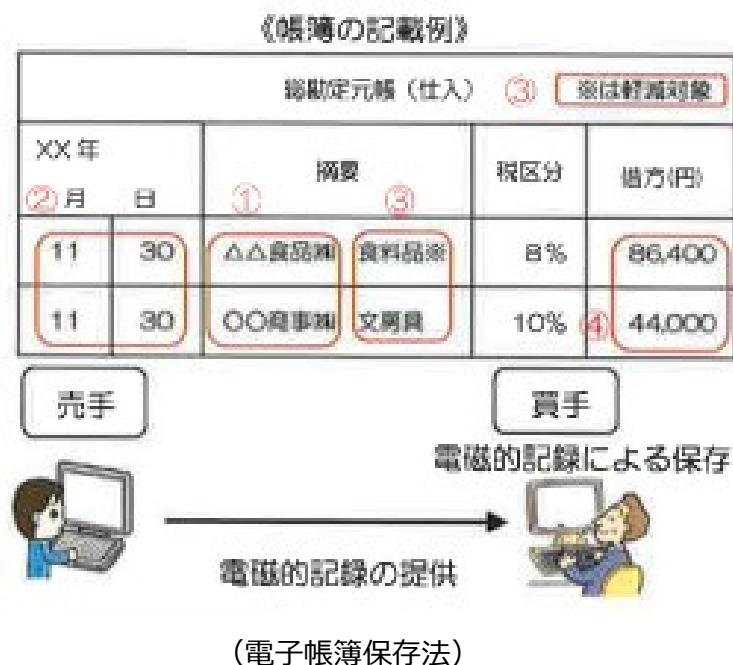 《帳簿の記載例》
総勘定元帳（仕入） ③ ※は軽減対象
XX年
②月 日 ① 摘要 ③ 税区分 借方(円)
11 30 △△食品㈱ 食料品※ 8% 86,400
11 30 〇〇商事㈱ 文房具 10% ④ 44,000
売手 買手
電磁的記録による保存
電磁的記録の提供
（電子帳簿保存法）